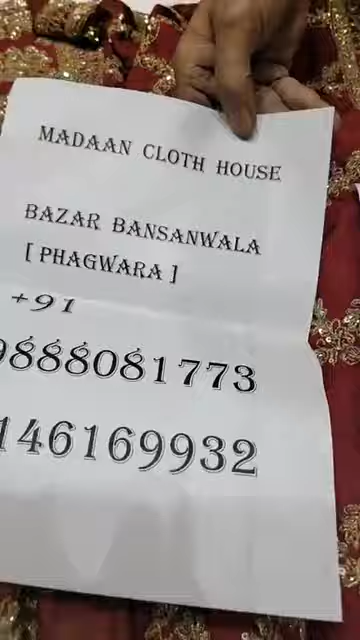 MADAAN CLOTH HOUSE
BAZAR BANSANWALA
[ PHAGWARA ]
+91
9888081773
146169932